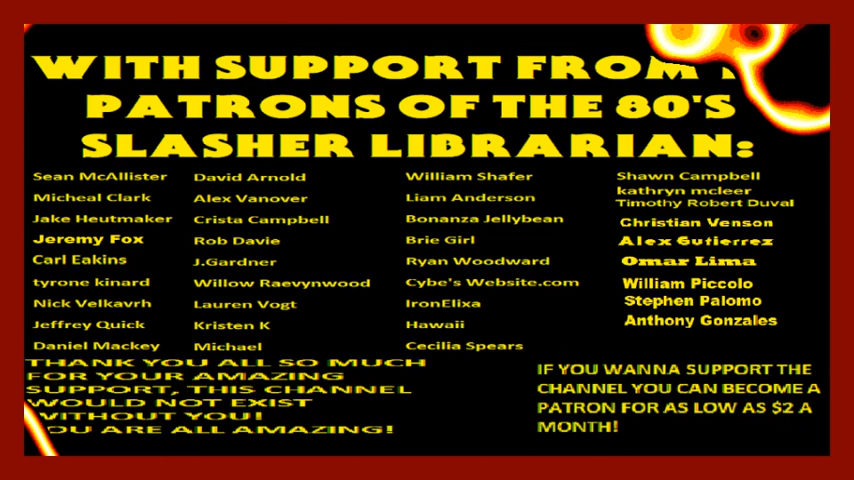 WITH SUPPORT FROM
PATRONS OF THE 80'S
SLASHER LIBRARIAN:
Sean McAllister
Micheal Clark
Jake Heutmaker
Jeremy Fox
Carl Eakins
tyrone kinard
Nick Velkavrh
Jeffrey Quick
Daniel Mackey
David Arnold
Alex Vanover
Crista Campbell
Rob Davie
J.Gardner
Willow Raevynwood
Lauren Vogt
Kristen K
Michael
William Shafer
Liam Anderson
Bonanza Jellybean
Brie Girl
Ryan Woodward
Cybe's Website.com
IronElixa
Hawaii
Cecilia Spears
Shawn Campbell
kathryn mcleer
Timothy Robert Duval
Christian Venson
Alex Gutierrez
Omar Lima
William Piccolo
Stephen Palomo
Anthony Gonzales
THANK YOU ALL SO MUCH
FOR YOUR AMAZING
SUPPORT, THIS CHANNEL
WOULD NOT EXIST
WITHOUT YOU!
YOU ARE ALL AMAZING!
IF YOU WANNA SUPPORT THE
CHANNEL YOU CAN BECOME A
PATRON FOR AS LOW AS $2 A
MONTH!